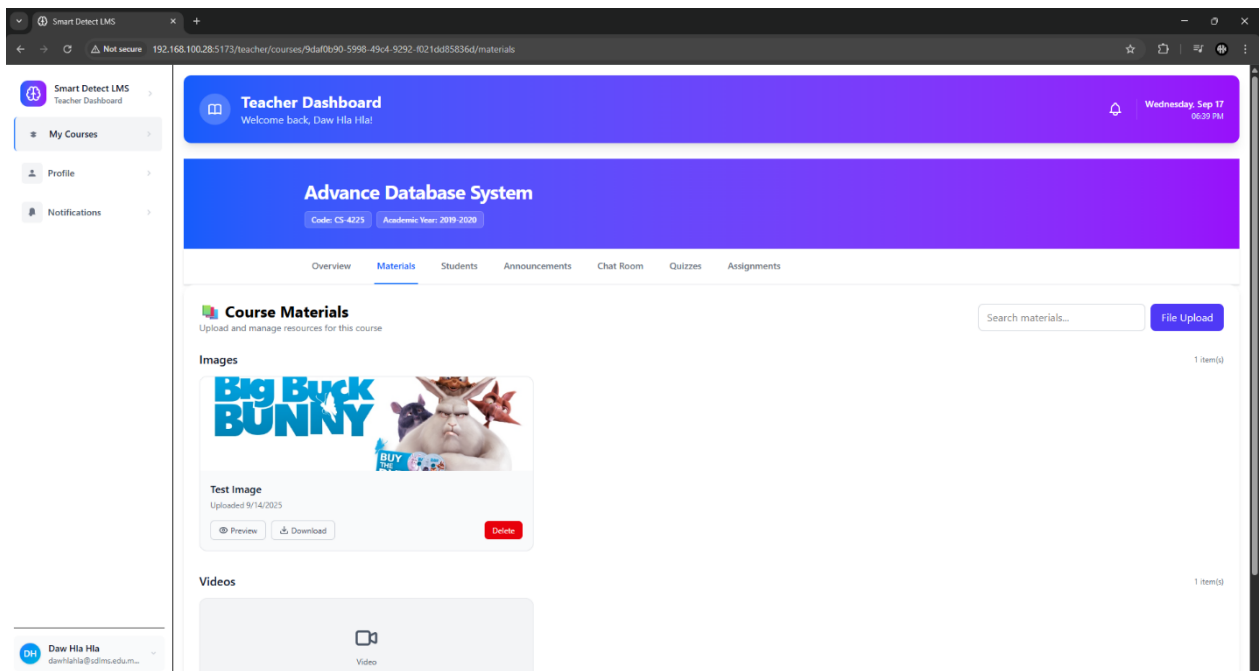 Smart Detect LMS
Not secure 192.168.100.28:5173/teacher/courses/9daf0b90-5998-49c4-9292-f021dd85836d/materials
Smart Detect LMS
Teacher Dashboard
My Courses
Profile
Notifications
Teacher Dashboard
Welcome back, Daw Hla Hla!
Wednesday, Sep 17
06:39 PM
Advance Database System
Code: CS-4225 Academic Year: 2019-2020
Overview Materials Students Announcements Chat Room Quizzes Assignments
Course Materials
Upload and manage resources for this course
Search materials...
File Upload
Images
1 item(s)
Big Buck
BUNNY
BUY
THE
Test Image
Uploaded 9/14/2025
Preview Download Delete
Videos
1 item(s)
Video
DH
Daw Hla Hla
dawhlahla@sdlms.edu.m...